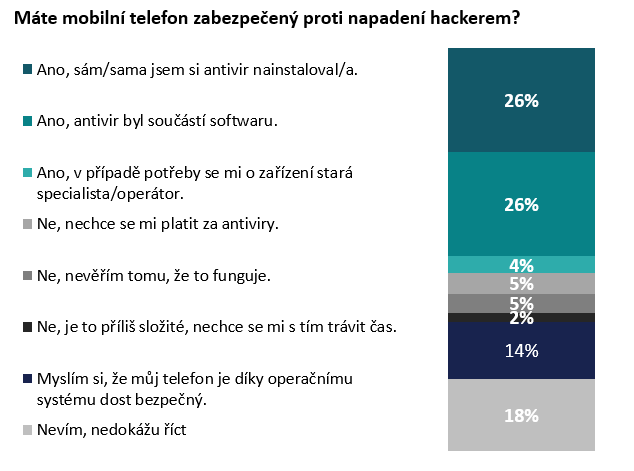 Máte mobilní telefon zabezpečený proti napadení hackerem?
Ano, sám/sama jsem si antivir nainstaloval/a.
Ano, antivir byl součástí softwaru.
Ano, v případě potřeby se mi o zařízení stará
specialista/operátor.
Ne, nechce se mi platit za antiviry.
Ne, nevěřím tomu, že to funguje.
Ne, je to příliš složité, nechce se mi s tím trávit čas.
Myslím si, že můj telefon je díky operačnímu
systému dost bezpečný.
Nevím, nedokážu říct
26%
26%
4%
5%
5%
2%
14%
18%